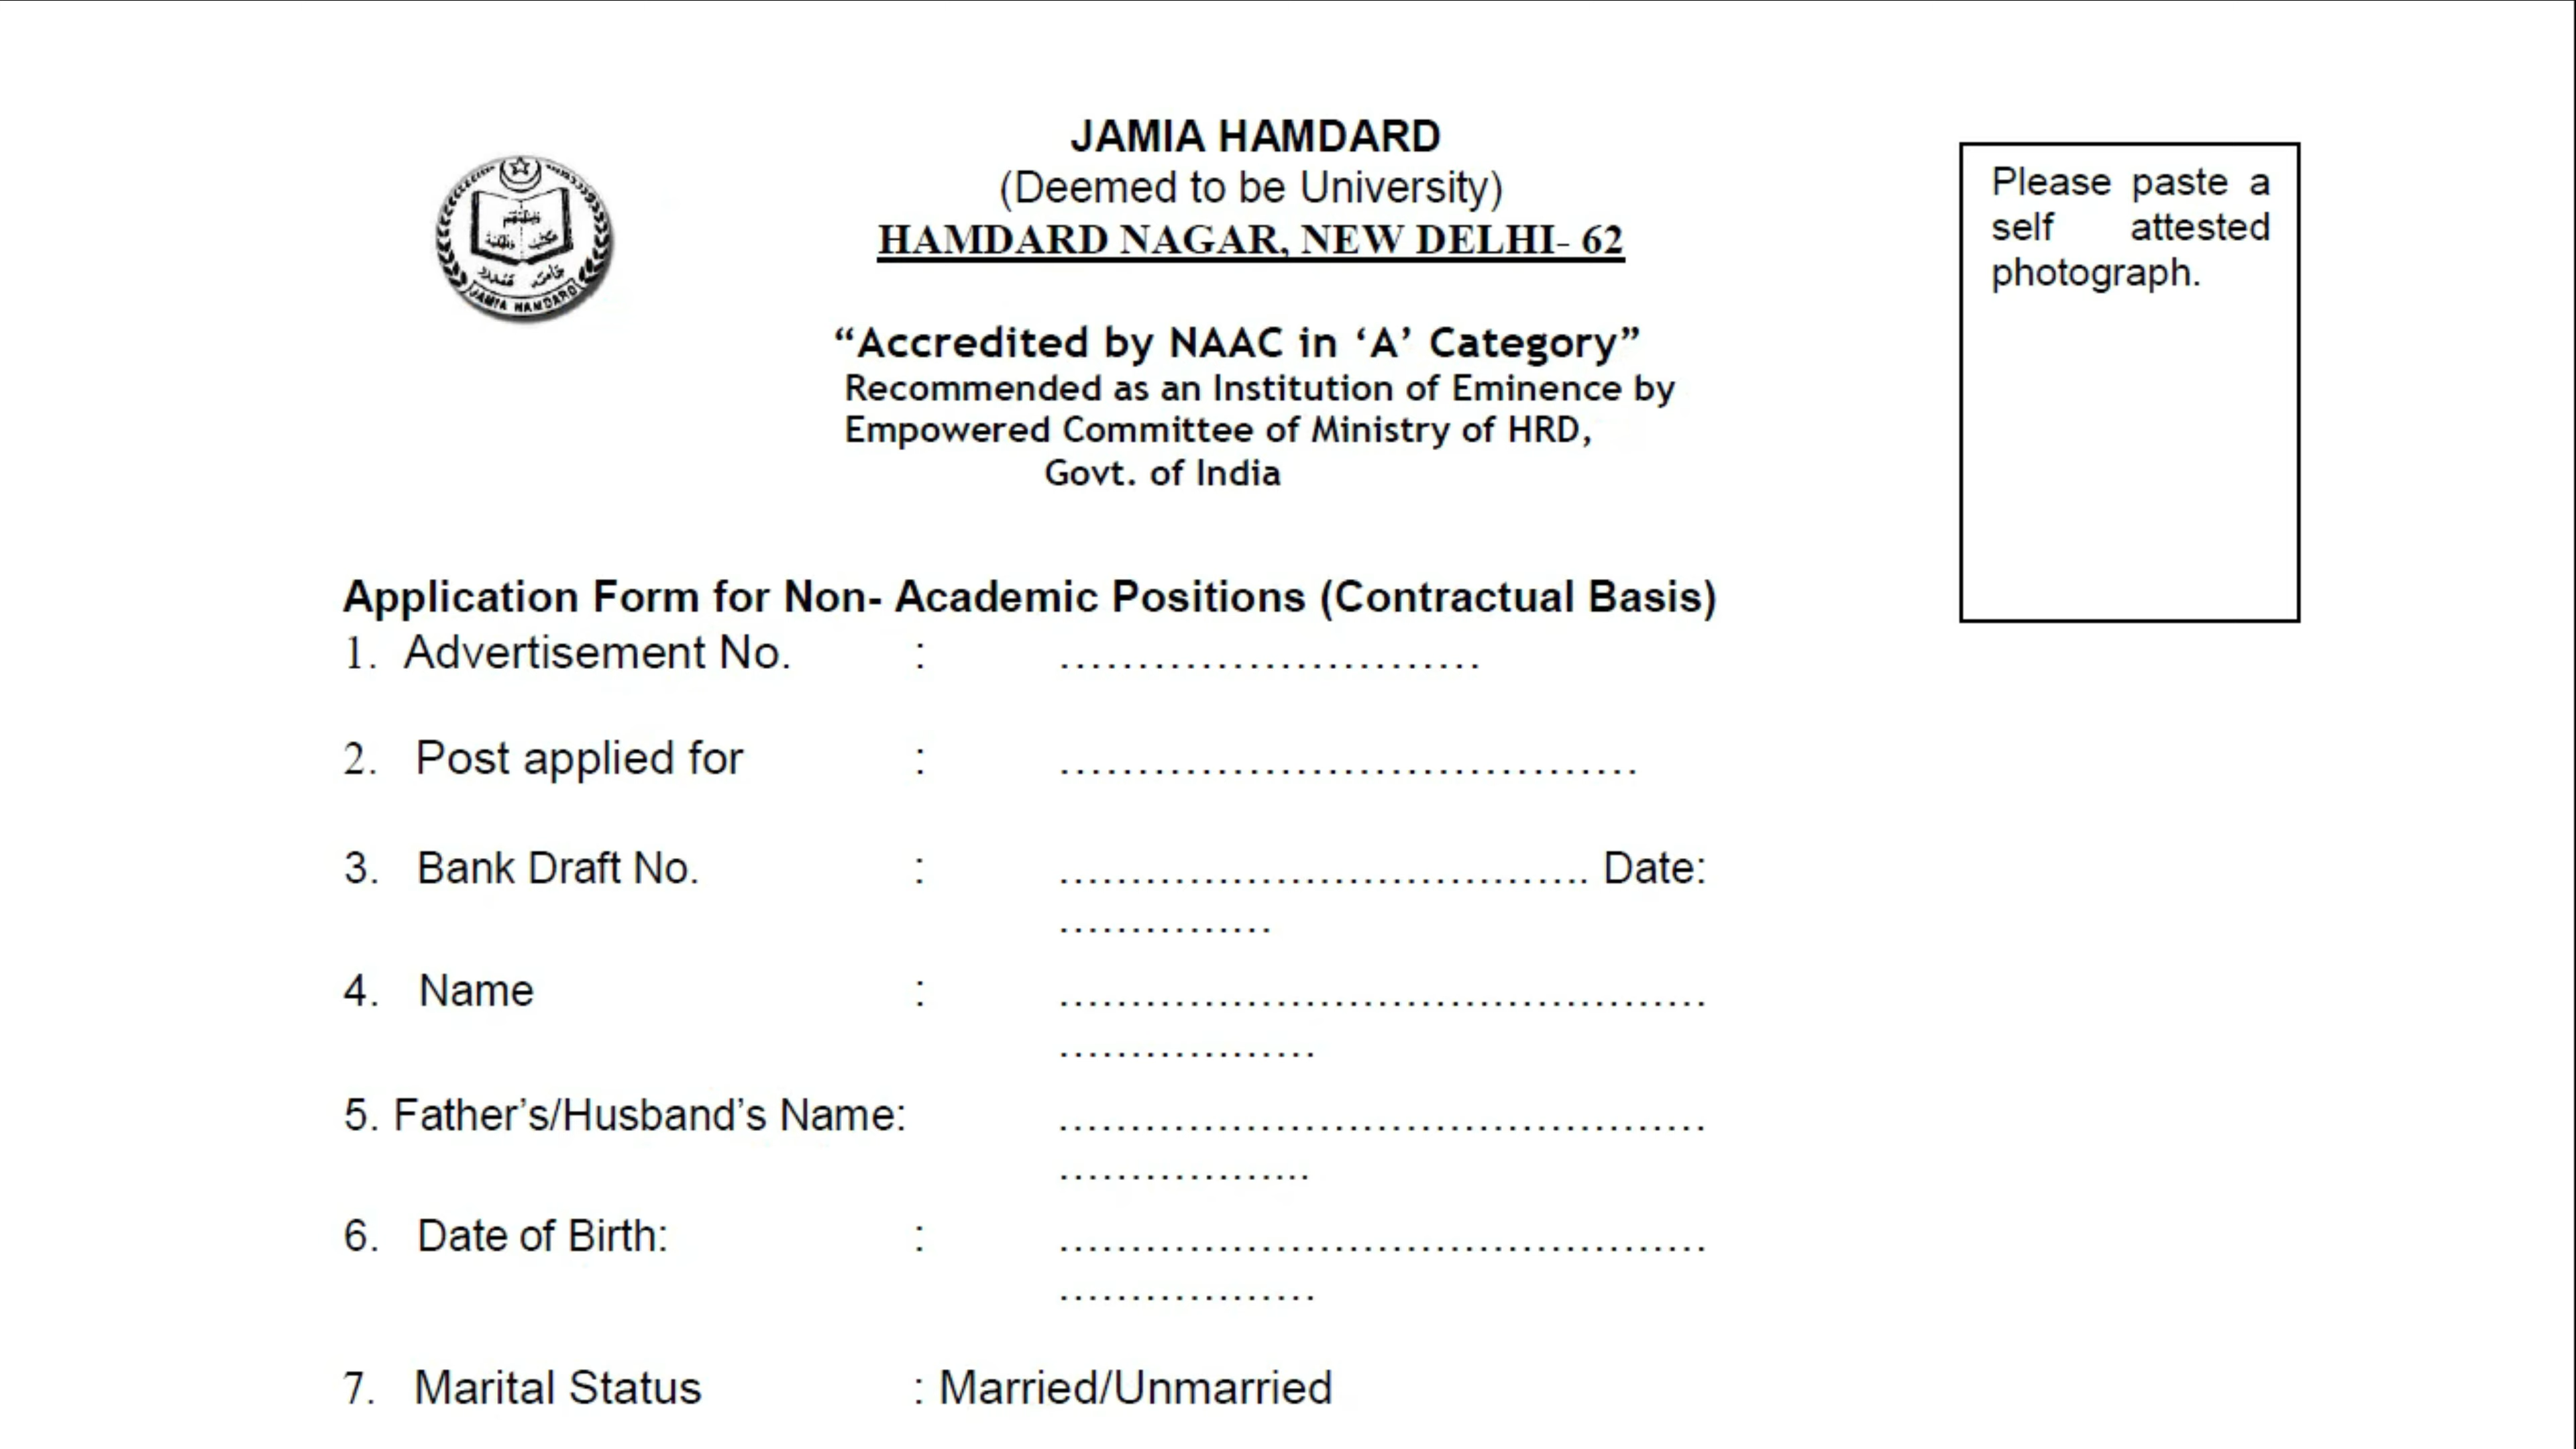 JAMIA HAMDARD
(Deemed to be University)
HAMDARD NAGAR, NEW DELHI- 62
JAMIA HAMDARD
Please paste a
self attested
photograph.
“Accredited by NAAC in ‘A’ Category”
Recommended as an Institution of Eminence by
Empowered Committee of Ministry of HRD,
Govt. of India
Application Form for Non- Academic Positions (Contractual Basis)
1. Advertisement No. : ………………………
2. Post applied for : ………………………………
3. Bank Draft No. : ……………………………….. Date:
……………
4. Name : ………………………………………
………………
5. Father’s/Husband’s Name: ………………………………………
……………...
6. Date of Birth: : ………………………………………
………………
7. Marital Status : Married/Unmarried